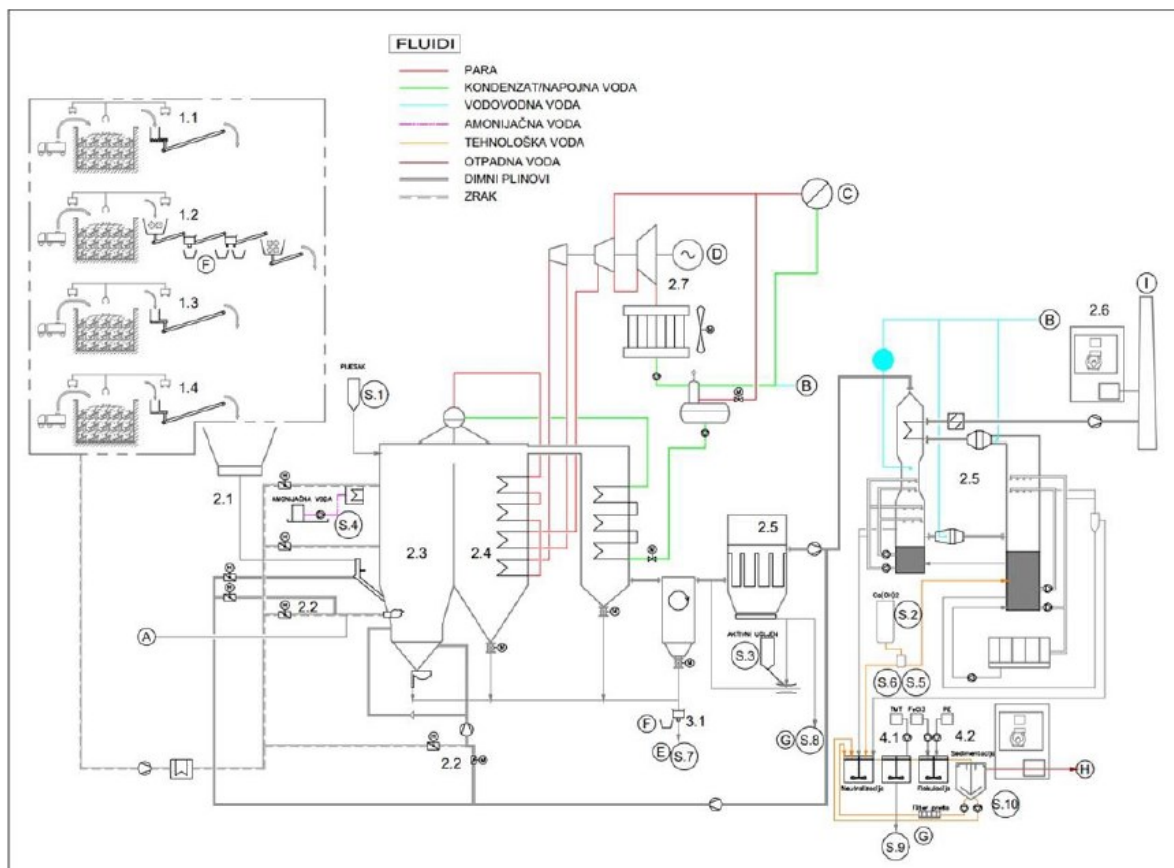 FLUIDI
PARA
KONDENZAT/NAPOJNA VODA
VODOVODNA VODA
AMONIJAČNA VODA
TEHNOLOŠKA VODA
OTPADNA VODA
DIMNI PLINOVI
ZRAK
1.1
1.2
F
1.3
1.4
C
D
2.7
B
I
2.6
B
PIJESAK
S.1
2.1
AMONIJAČNA VODA
S.4
2.3
2.4
2.5
2.5
2.2
A
Ca(OH)2
S.2
AKTIVNI UGLJEN
S.3
S.6
S.5
F
3.1
E
S.7
G
S.8
2.2
TMT
FeCl3
PE
4.1
4.2
Sedimentacija
Neutralizacija
Flokulacija
H
Filter preša
S.10
G
S.9